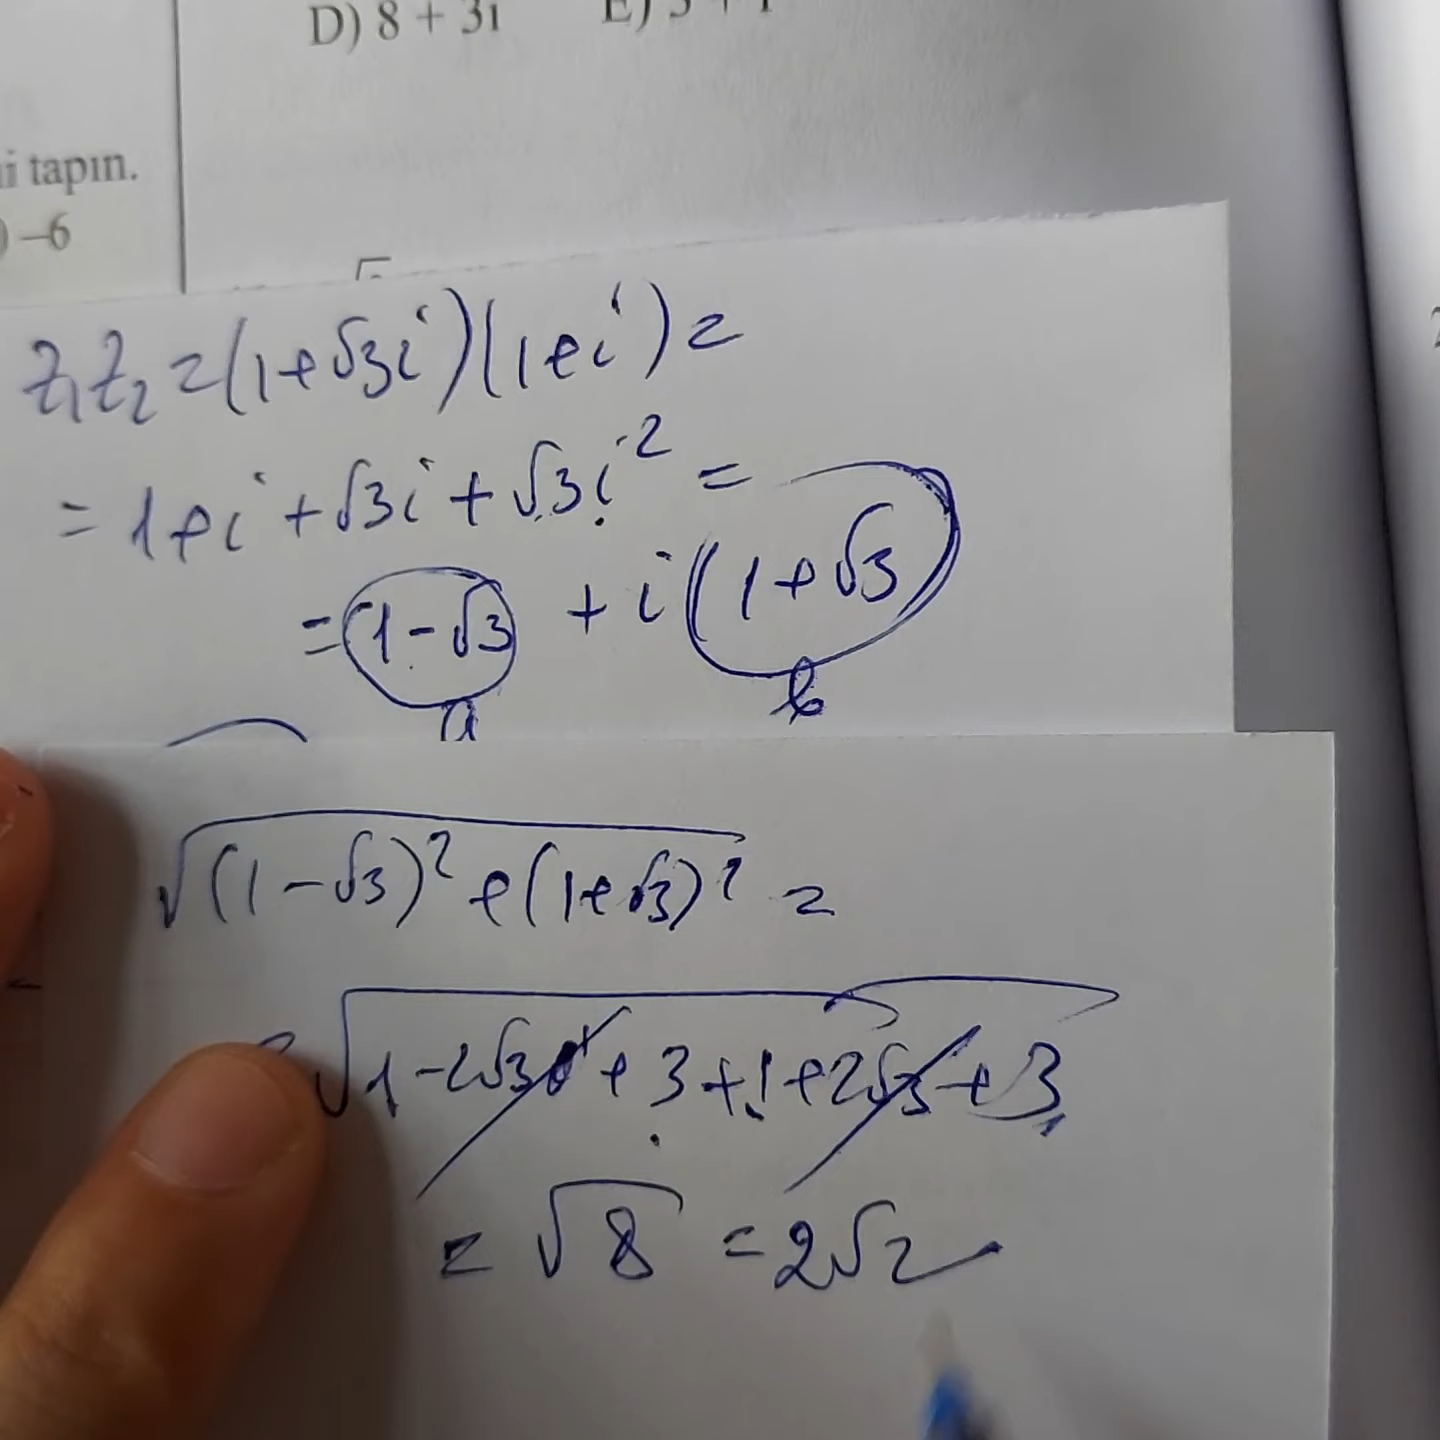 D) 8 + 3i
tapın.
) –6
z₁z₂ = (1+√3i)(1+i) =
= 1+i + √3i + √3i² =
= 1-√3 + i(1+√3)
a b
√((1-√3)² + (1+√3)²) =
√(1-2√3 + 3 + 1 + 2√3 + 3)
= √8 = 2√2